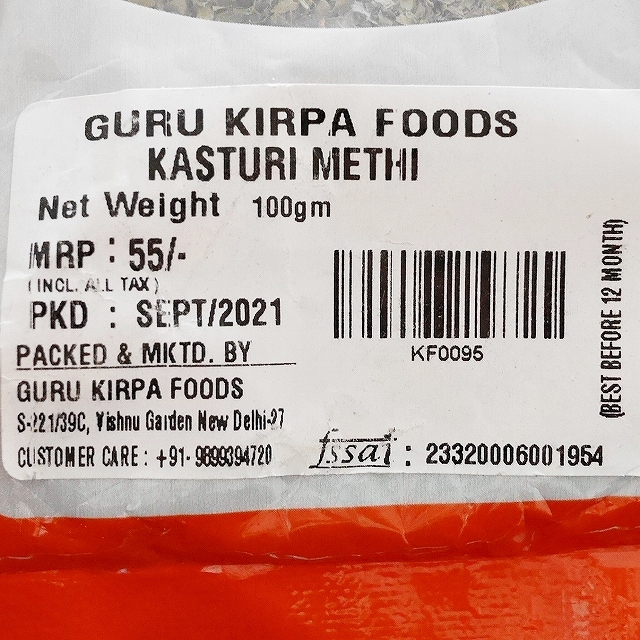 GURU KIRPA FOODS
KASTURI METHI
Net Weight 100gm
MRP : 55/-
(INCL. ALL TAX)
PKD : SEPT/2021
PACKED & MKTD. BY
GURU KIRPA FOODS
S-221/39C, Vishnu Garden New Delhi-27
CUSTOMER CARE : +91- 9899394720
KF0095
fssai : 23320006001954
(BEST BEFORE 12 MONTH)